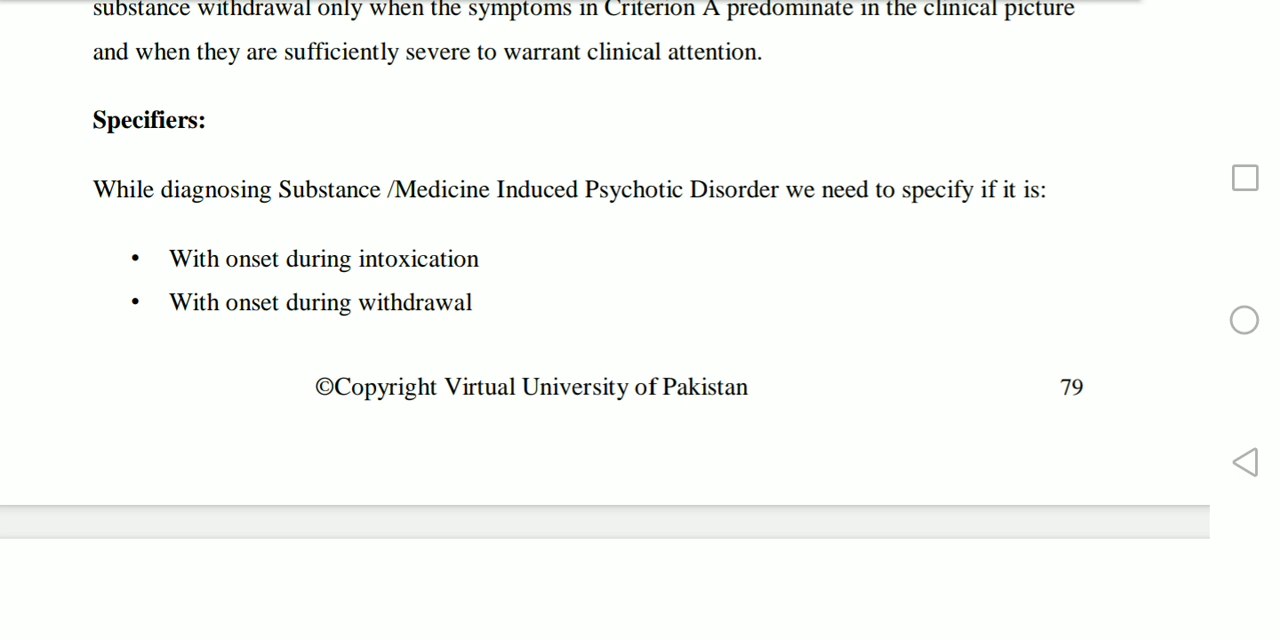 substance withdrawal only when the symptoms in Criterion A predominate in the clinical picture
and when they are sufficiently severe to warrant clinical attention.
Specifiers:
While diagnosing Substance /Medicine Induced Psychotic Disorder we need to specify if it is:
• With onset during intoxication
• With onset during withdrawal
©Copyright Virtual University of Pakistan 79